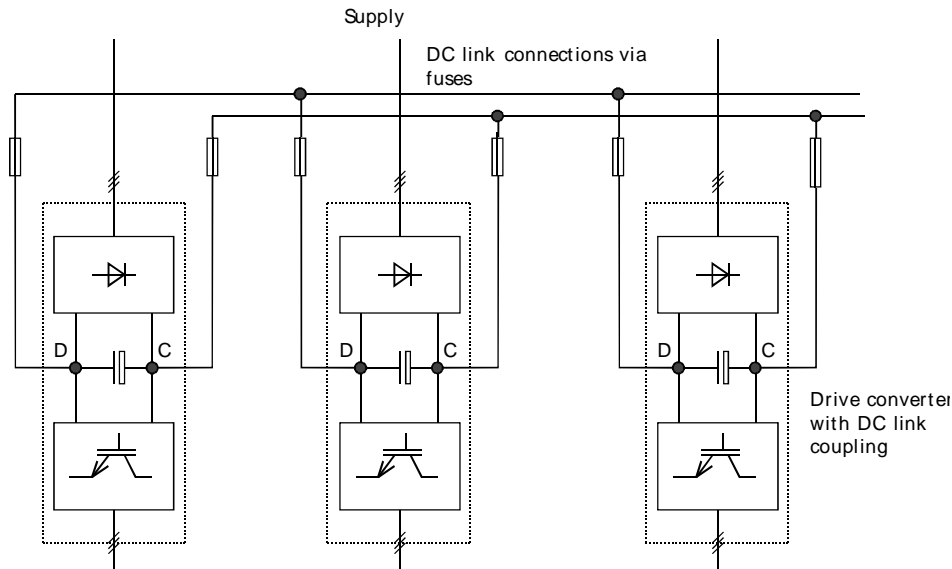 Supply
DC link connections via
fuses
D
C
D
C
D
C
Drive converter
with DC link
coupling